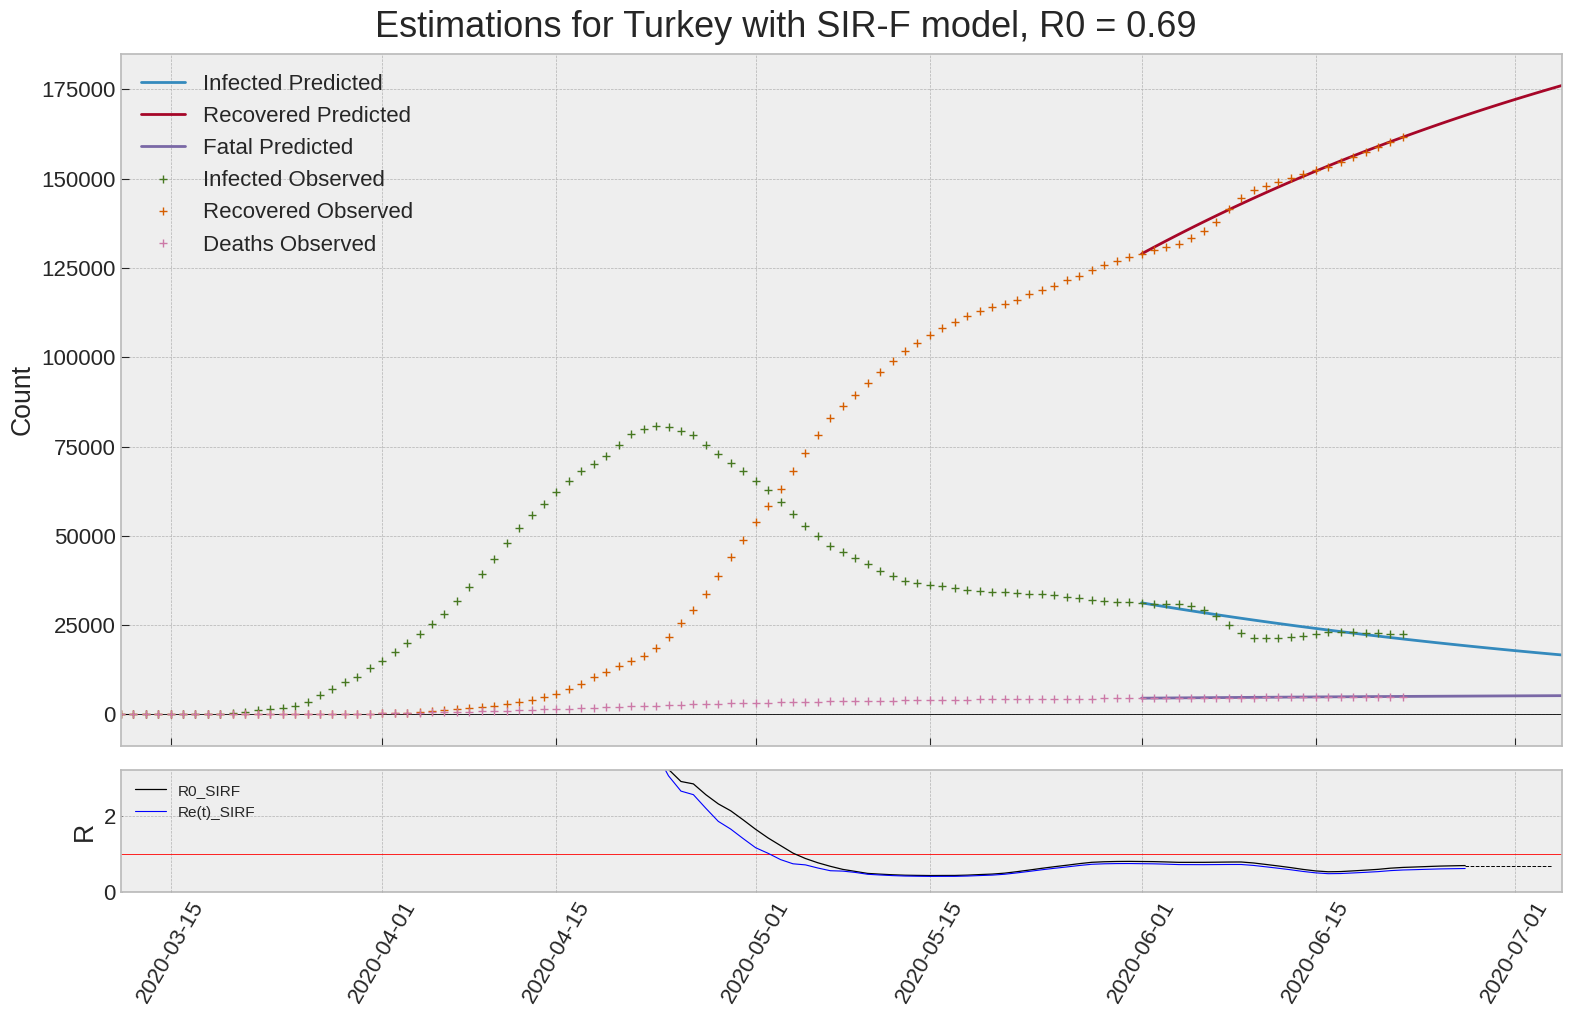 Estimations for Turkey with SIR-F model, R0 = 0.69
Infected Predicted
Recovered Predicted
Fatal Predicted
Infected Observed
Recovered Observed
Deaths Observed
Count
175000
150000
125000
100000
75000
50000
25000
0
R0_SIRF
Re(t)_SIRF
R
2
0
2020-03-15
2020-04-01
2020-04-15
2020-05-01
2020-05-15
2020-06-01
2020-06-15
2020-07-01